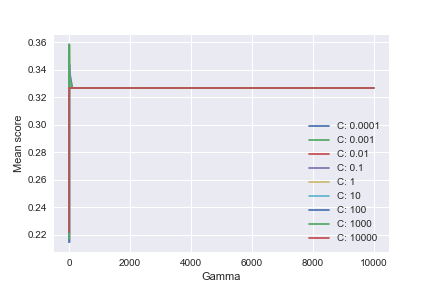 0.36
0.34
0.32
0.30
0.28
0.26
0.24
0.22
Mean score
C: 0.0001
C: 0.001
C: 0.01
C: 0.1
C: 1
C: 10
C: 100
C: 1000
C: 10000
0 2000 4000 6000 8000 10000
Gamma